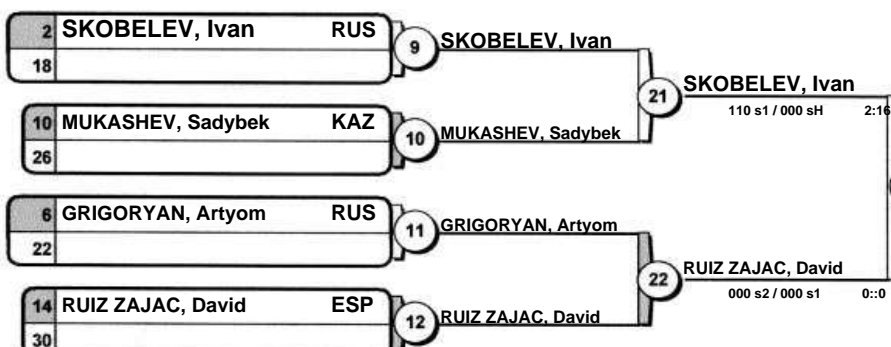 2 SKOBELEV, Ivan RUS
18
9
SKOBELEV, Ivan
10 MUKASHEV, Sadybek KAZ
26
10
MUKASHEV, Sadybek
21
SKOBELEV, Ivan
110 s1 / 000 sH 2:16
6 GRIGORYAN, Artyom RUS
22
11
GRIGORYAN, Artyom
14 RUIZ ZAJAC, David ESP
30
12
RUIZ ZAJAC, David
22
RUIZ ZAJAC, David
000 s2 / 000 s1 0::0